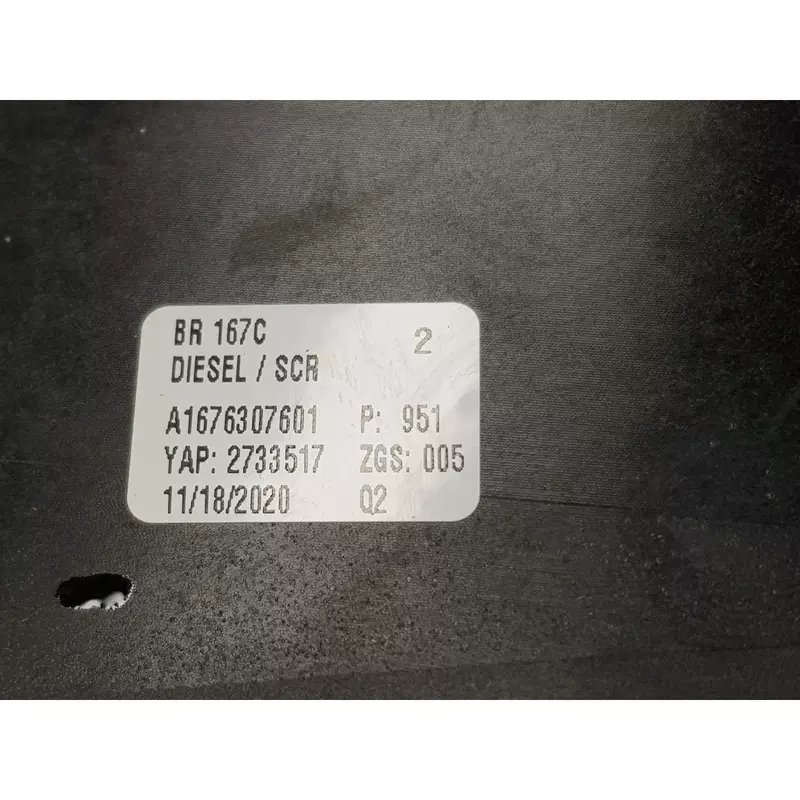 BR 167C 2
DIESEL / SCR
A1676307601 P: 951
YAP: 2733517 ZGS: 005
11/18/2020 Q2